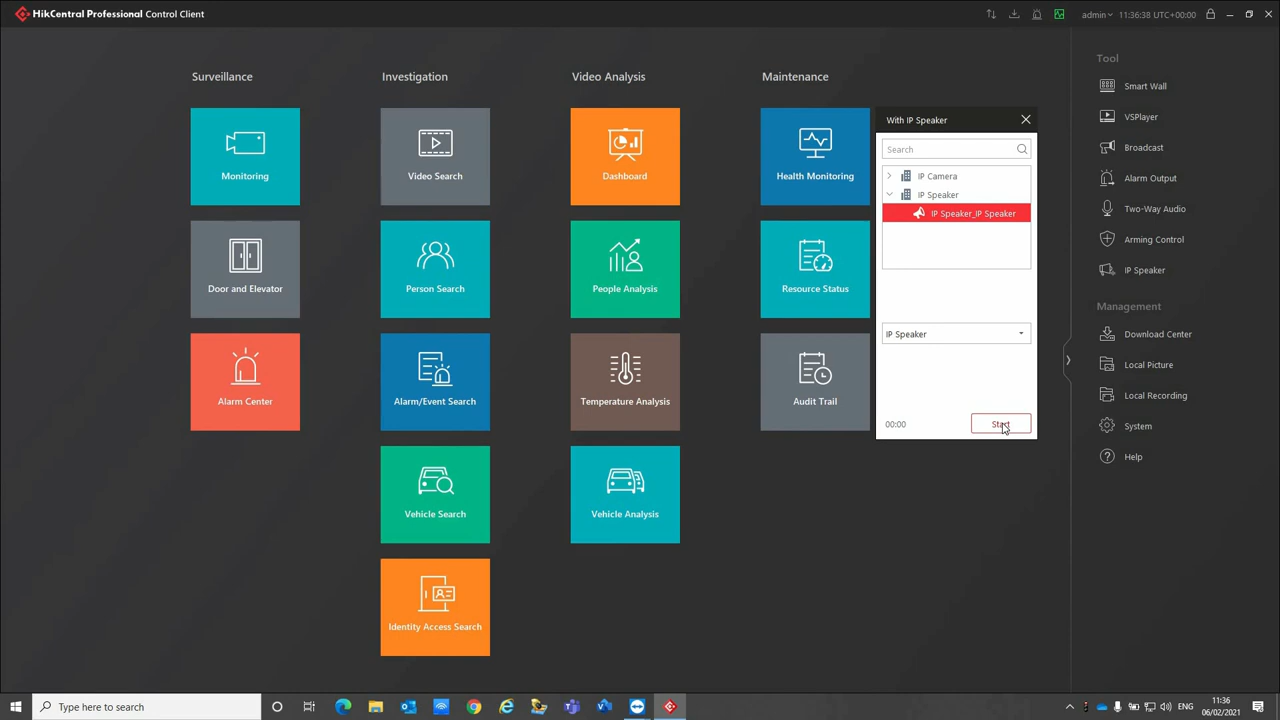 HikCentral Professional Control Client
admin 11:36:38 UTC+00:00
Surveillance
Monitoring
Door and Elevator
Alarm Center
Investigation
Video Search
Person Search
Alarm/Event Search
Vehicle Search
Identity Access Search
Video Analysis
Dashboard
People Analysis
Temperature Analysis
Vehicle Analysis
Maintenance
Health Monitoring
Resource Status
Audit Trail
With IP Speaker
Search
IP Camera
IP Speaker
IP Speaker_IP Speaker
IP Speaker
00:00
Start
Tool
Smart Wall
VSPlayer
Broadcast
Alarm Output
Two-Way Audio
Arming Control
IP Speaker
Management
Download Center
Local Picture
Local Recording
System
Help
Type here to search
ENG
11:36
06/02/2021